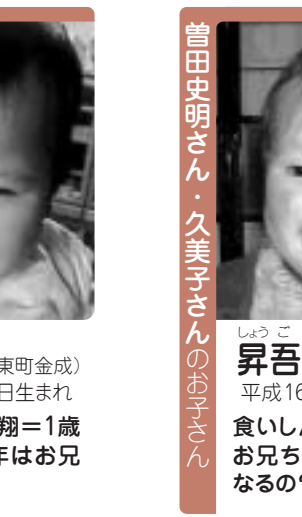 曽田史明さん・久美子さんのお子さん
しょうご
昇吾
平成16
食いし
お兄ち
なるの
東町金成)
日生まれ
翔=1歳
年はお兄